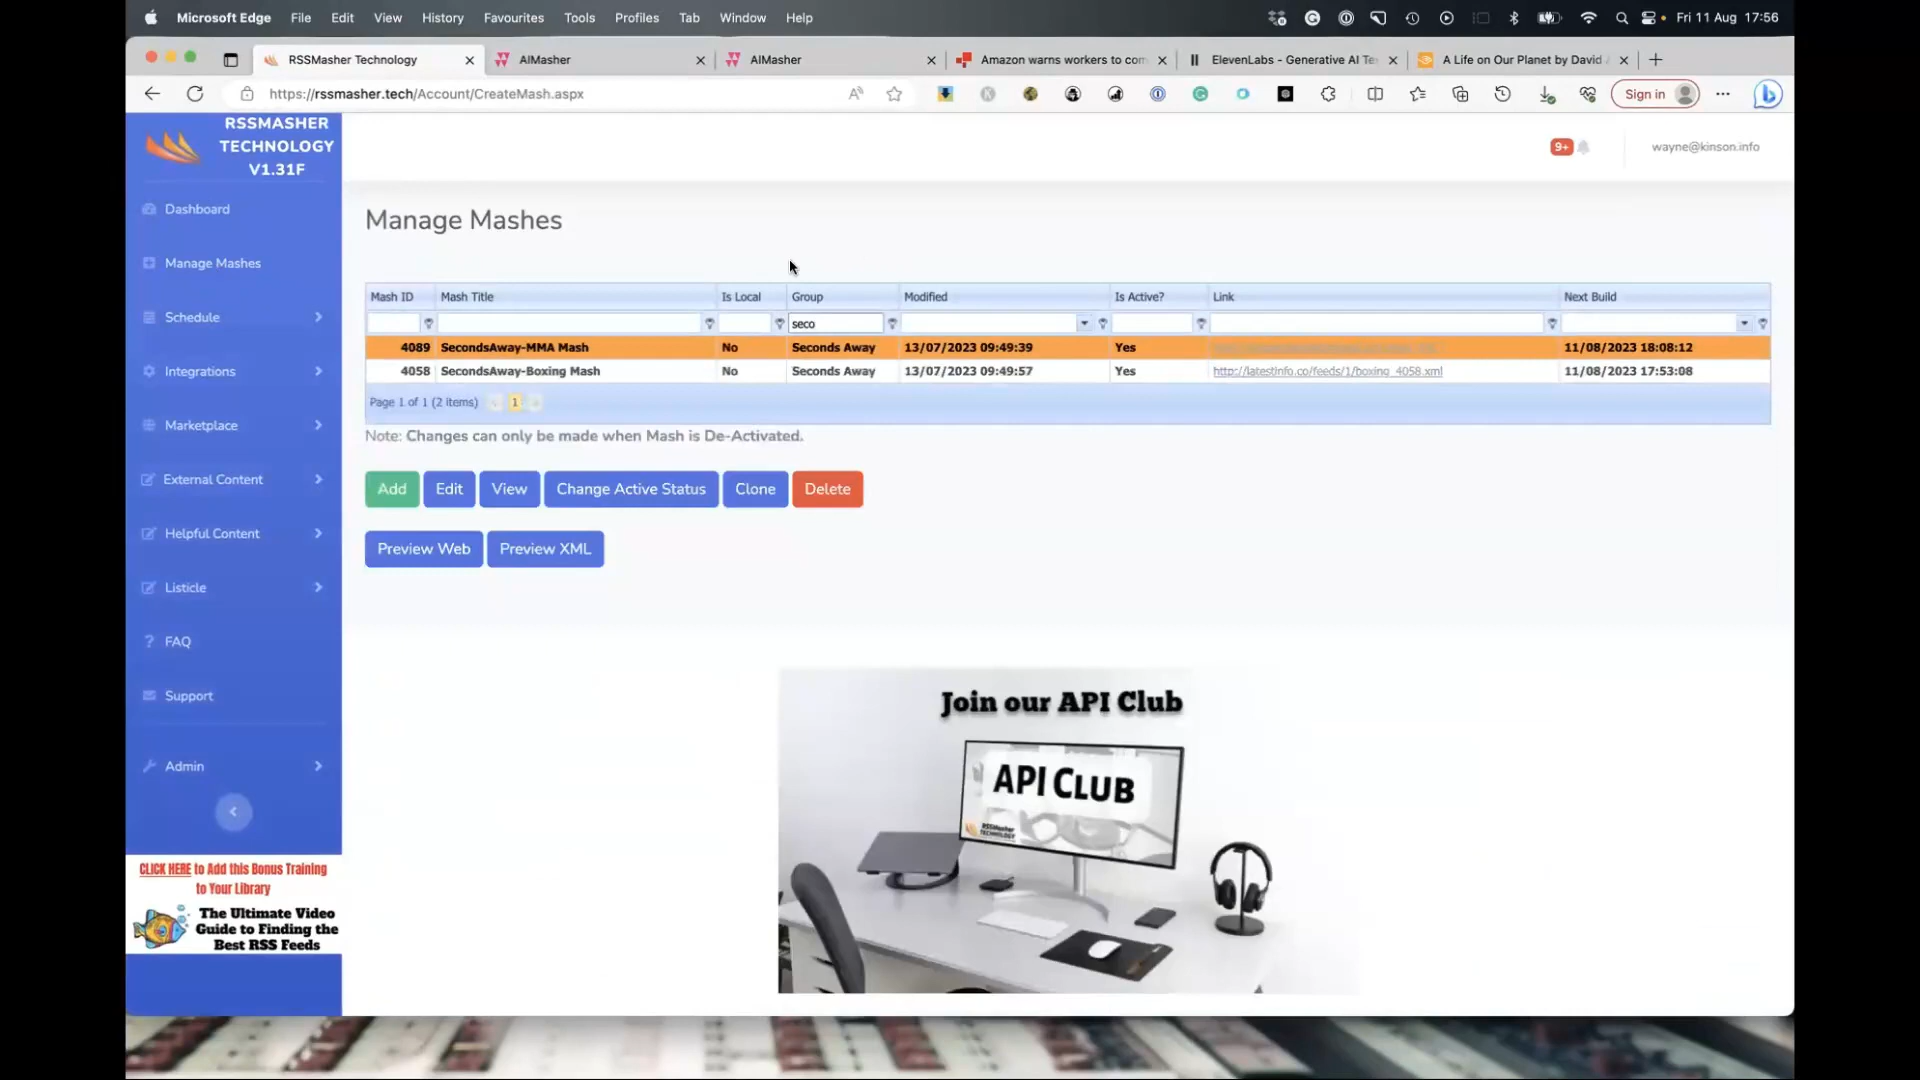 Microsoft Edge File Edit View History Favourites Tools Profiles Tab Window Help Fri 11 Aug 17:56
RSSMasher Technology AIMasher AIMasher Amazon warns workers to com ElevenLabs - Generative AI Te A Life on Our Planet by David
https://rssmasher.tech/Account/CreateMash.aspx Sign in
RSSMASHER
TECHNOLOGY
V1.31F
9+ wayne@kinson.info
Dashboard
Manage Mashes
Schedule
Integrations
Marketplace
External Content
Helpful Content
Listicle
FAQ
Support
Admin
CLICK HERE to Add this Bonus Training
to Your Library
The Ultimate Video
Guide to Finding the
Best RSS Feeds
Manage Mashes
Mash ID Mash Title Is Local Group Modified Is Active? Link Next Build
seco
4089 SecondsAway-MMA Mash No Seconds Away 13/07/2023 09:49:39 Yes 11/08/2023 18:08:12
4058 SecondsAway-Boxing Mash No Seconds Away 13/07/2023 09:49:57 Yes http://latestinfo.co/feeds/1/boxing_4058.xml 11/08/2023 17:53:08
Page 1 of 1 (2 items) 1
Note: Changes can only be made when Mash is De-Activated.
Add Edit View Change Active Status Clone Delete
Preview Web Preview XML
Join our API Club
API CLUB
RSSMasher
TECHNOLOGY